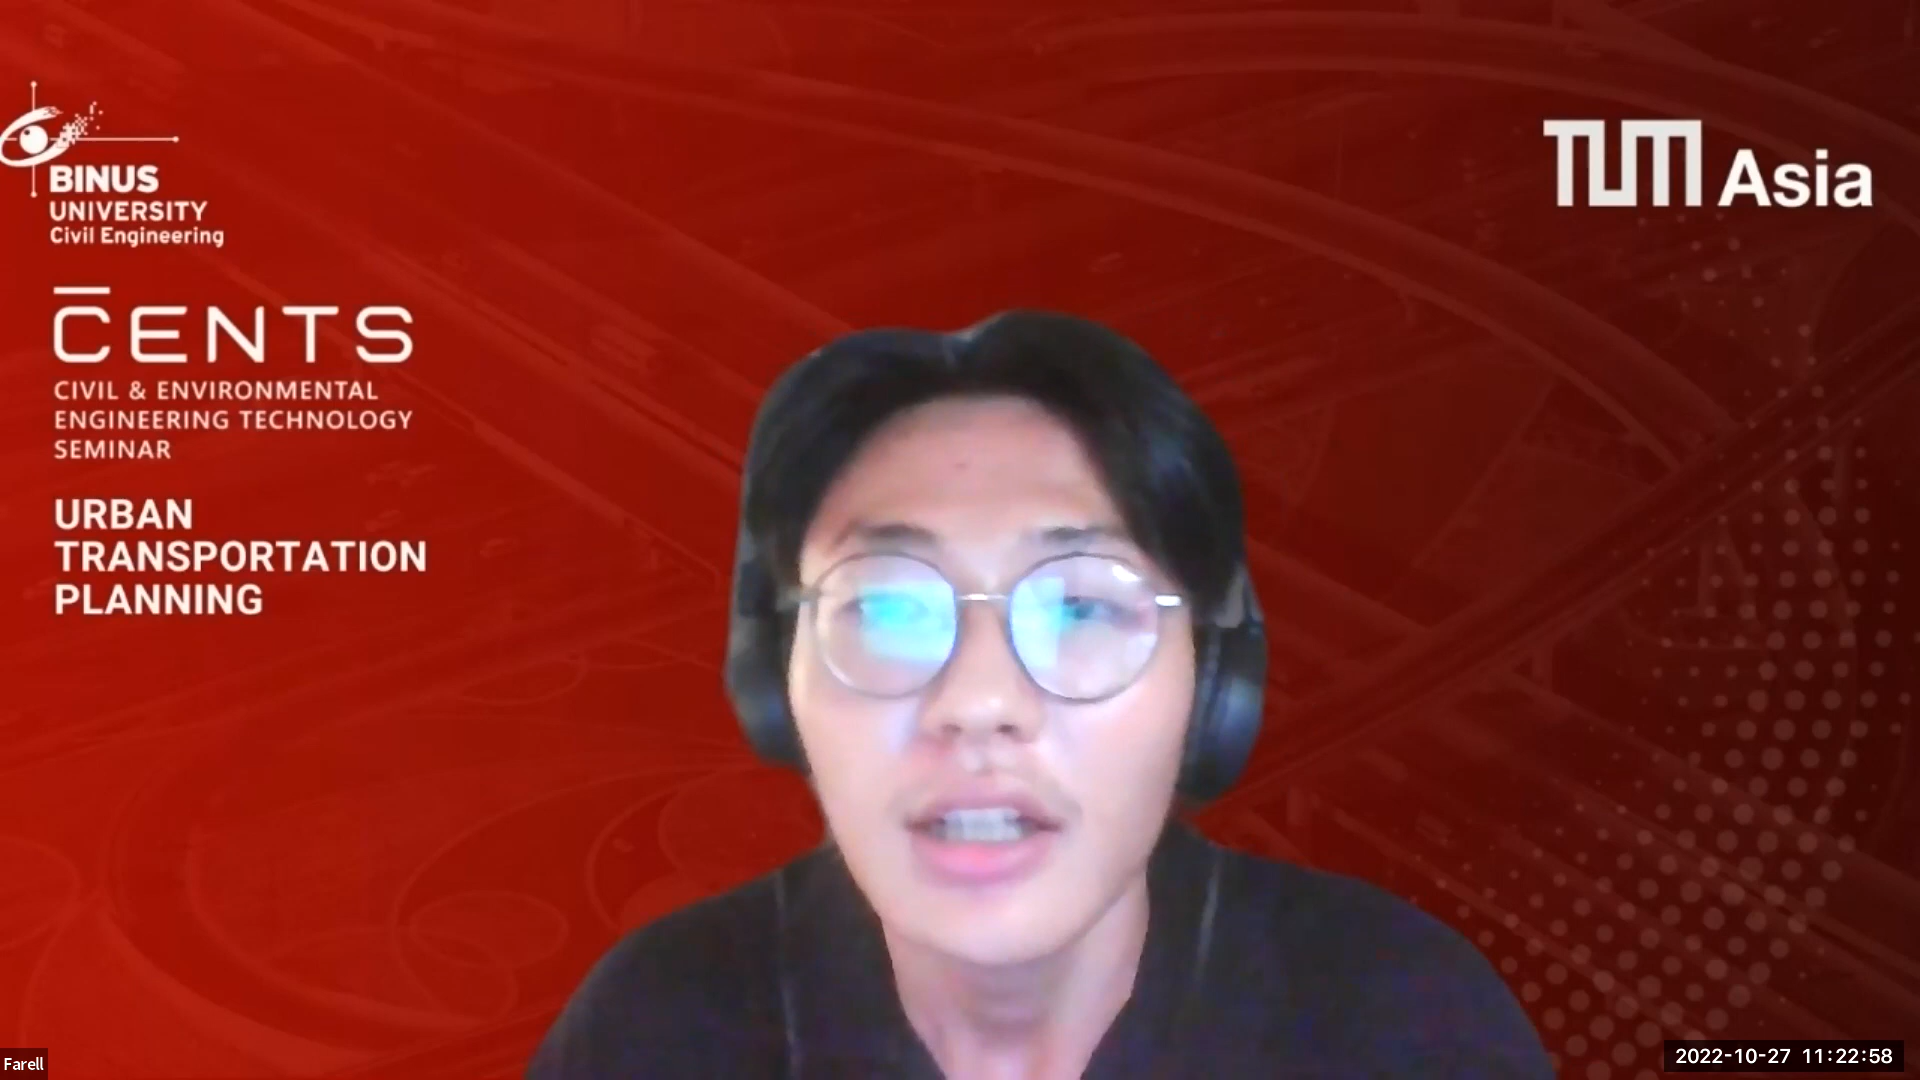 BINUS
UNIVERSITY
Civil Engineering
CENTS
CIVIL & ENVIRONMENTAL
ENGINEERING TECHNOLOGY
SEMINAR
URBAN
TRANSPORTATION
PLANNING
TUM Asia
Farell
2022-10-27 11:22:58